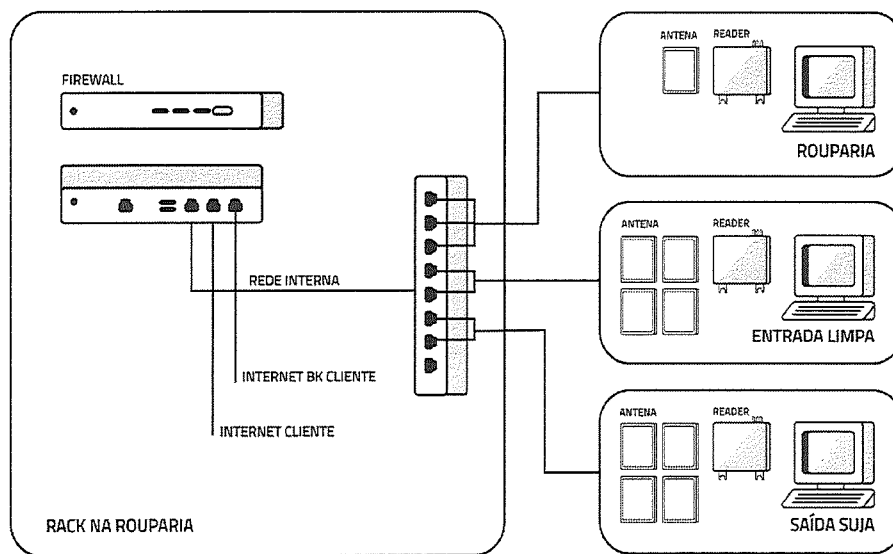 FIREWALL
REDE INTERNA
INTERNET BK CLIENTE
INTERNET CLIENTE
RACK NA ROUPARIA
ANTENA
READER
ROUPARIA
ANTENA
READER
ENTRADA LIMPA
ANTENA
READER
SAÍDA SUJA